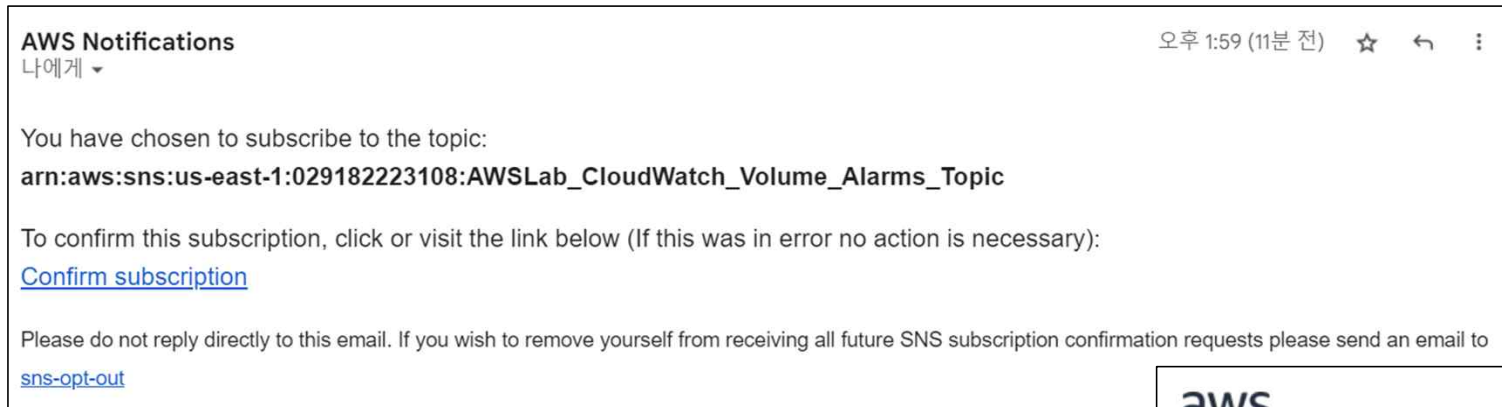 AWS Notifications
오후 1:59 (11분 전)
나에게
You have chosen to subscribe to the topic:
arn:aws:sns:us-east-1:029182223108:AWSLab_CloudWatch_Volume_Alarms_Topic
To confirm this subscription, click or visit the link below (If this was in error no action is necessary):
Confirm subscription
Please do not reply directly to this email. If you wish to remove yourself from receiving all future SNS subscription confirmation requests please send an email to
sns-opt-out
aws